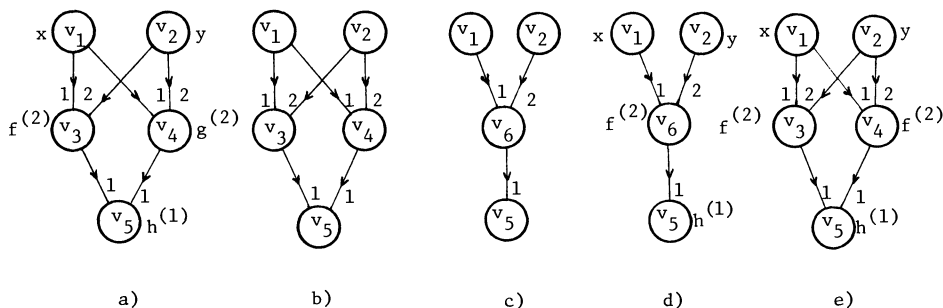 x v1 v2 y v1 v2 v1 v2 x v1 v2 y x v1 v2 y
1 2 1 2 1 2 1 2 1 2 1 2 1 2 1 2
f(2) v3 v4 g(2) v3 v4 v6 f(2) v6 f(2) v3 v4 f(2)
1 1 1 1 1 1 1 1
v5 h(1) v5 v5 v5 h(1) v5 h(1)
a) b) c) d) e)